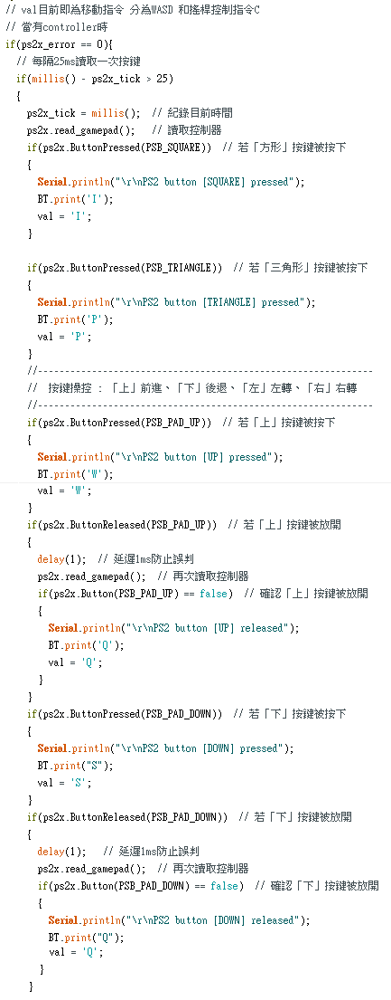 // val目前即為移動指令 分為WASD 和搖桿控制指令C
// 當有controller時
if(ps2x_error == 0){
// 每隔25ms讀取一次按鍵
if(millis() - ps2x_tick > 25)
{
ps2x_tick = millis();  // 紀錄目前時間
ps2x.read_gamepad();   // 讀取控制器
if(ps2x.ButtonPressed(PSB_SQUARE))  // 若「方形」按鍵被按下
{
Serial.println("\r\nPS2 button [SQUARE] pressed");
BT.print('I');
val = 'I';
}
if(ps2x.ButtonPressed(PSB_TRIANGLE))  // 若「三角形」按鍵被按下
{
Serial.println("\r\nPS2 button [TRIANGLE] pressed");
BT.print('P');
val = 'P';
}
//--------------------------------------------------------------
//  按鍵操控 : 「上」前進、「下」後退、「左」左轉、「右」右轉
//--------------------------------------------------------------
if(ps2x.ButtonPressed(PSB_PAD_UP))  // 若「上」按鍵被按下
{
Serial.println("\r\nPS2 button [UP] pressed");
BT.print('W');
val = 'W';
}
if(ps2x.ButtonReleased(PSB_PAD_UP))  // 若「上」按鍵被放開
{
delay(1);  // 延遲1ms防止誤判
ps2x.read_gamepad();  // 再次讀取控制器
if(ps2x.Button(PSB_PAD_UP) == false)  // 確認「上」按鍵被放開
{
Serial.println("\r\nPS2 button [UP] released");
BT.print('Q');
val = 'Q';
}
}
if(ps2x.ButtonPressed(PSB_PAD_DOWN))  // 若「下」按鍵被按下
{
Serial.println("\r\nPS2 button [DOWN] pressed");
BT.print("S");
val = 'S';
}
if(ps2x.ButtonReleased(PSB_PAD_DOWN))  // 若「下」按鍵被放開
{
delay(1);   // 延遲1ms防止誤判
ps2x.read_gamepad();  // 再次讀取控制器
if(ps2x.Button(PSB_PAD_DOWN) == false)  // 確認「下」按鍵被放開
{
Serial.println("\r\nPS2 button [DOWN] released");
BT.print("Q");
val = 'Q';
}
}